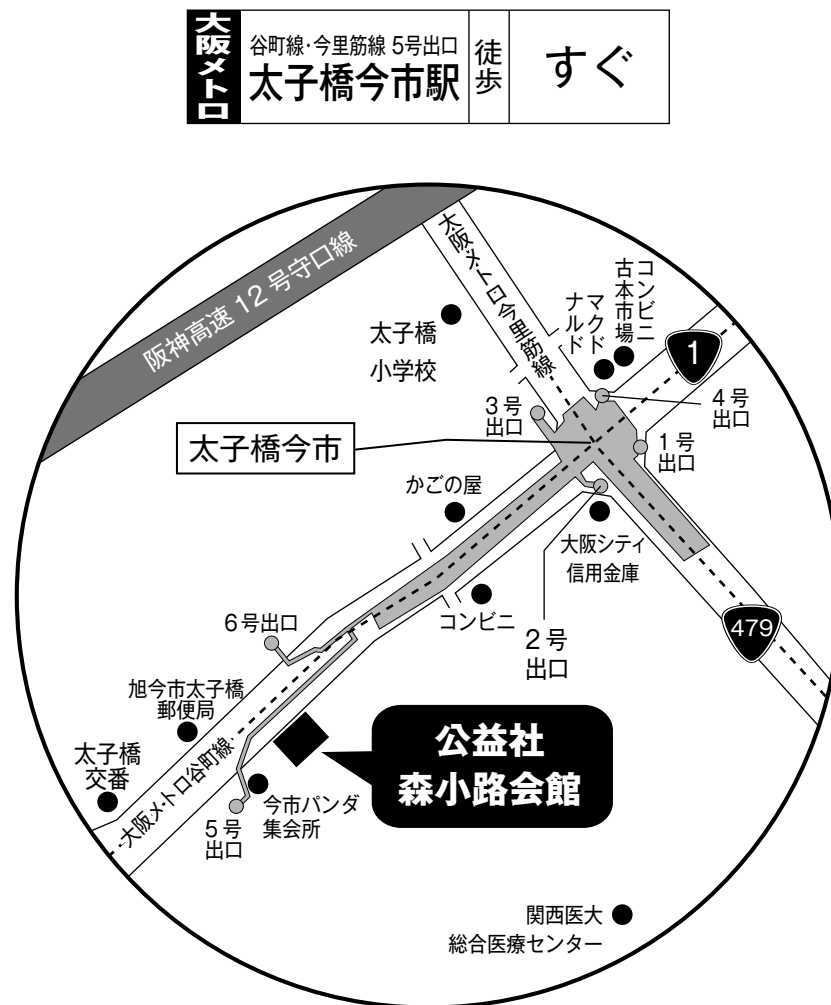 大阪メトロ
谷町線・今里筋線 5号出口
太子橋今市駅
徒歩
すぐ
阪神高速12号守口線
大阪メトロ今里筋線
太子橋
小学校
マクド
ナルド
コンビニ
古本市場
1
3号
出口
4号
出口
1号
出口
太子橋今市
かごの屋
大阪シティ
信用金庫
コンビニ
2号
出口
479
6号出口
旭今市太子橋
郵便局
太子橋
交番
大阪メトロ谷町線
公益社
森小路会館
今市パンダ
集会所
5号
出口
関西医大
総合医療センター